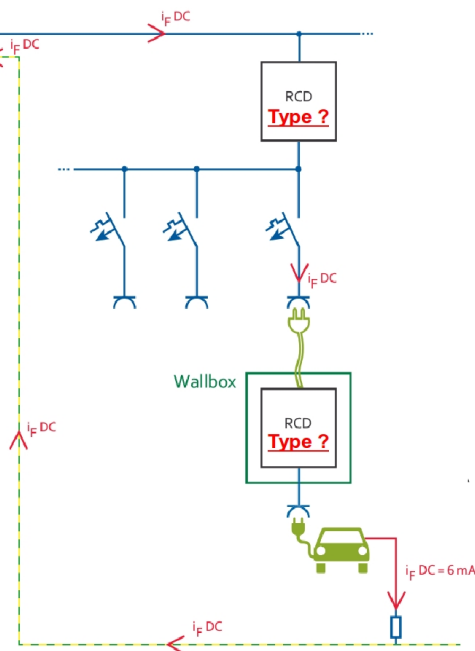 iF DC
iF DC
RCD
Type ?
iF DC
Wallbox
RCD
Type ?
iF DC
iF DC = 6 mA
iF DC